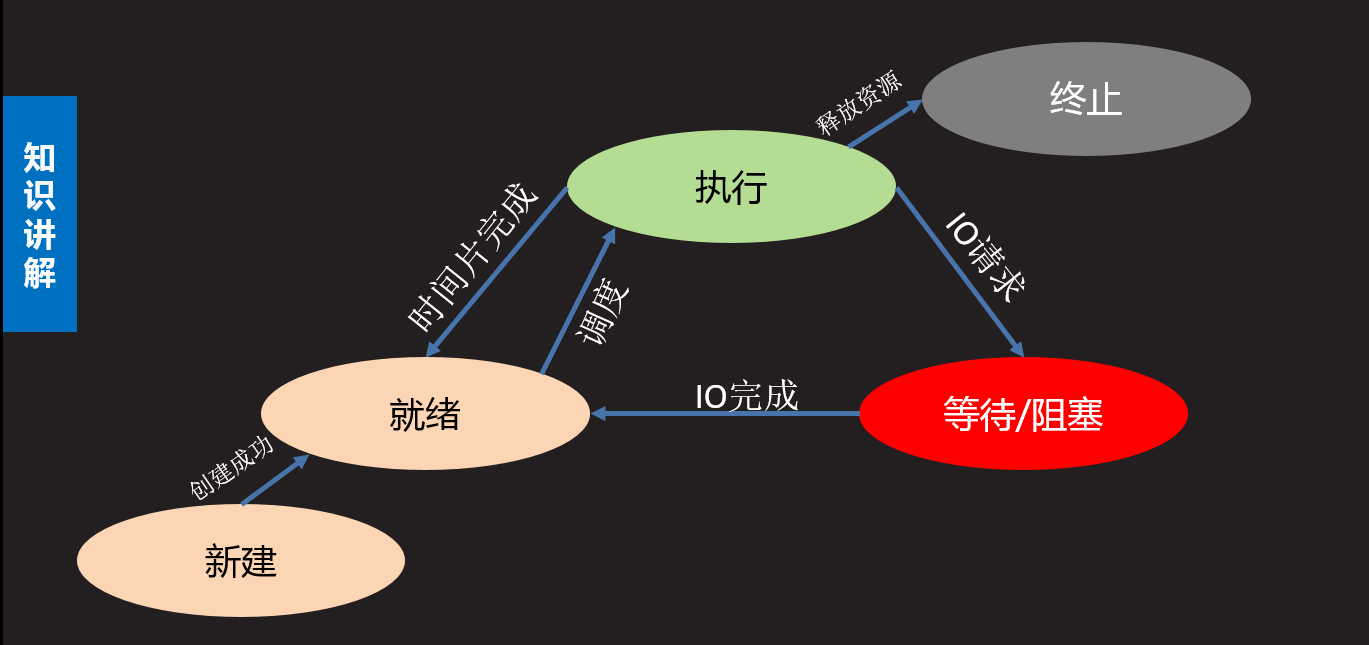 知识讲解
终止
释放资源
执行
时间片完成
调度
IO请求
就绪
IO完成
等待/阻塞
创建成功
新建